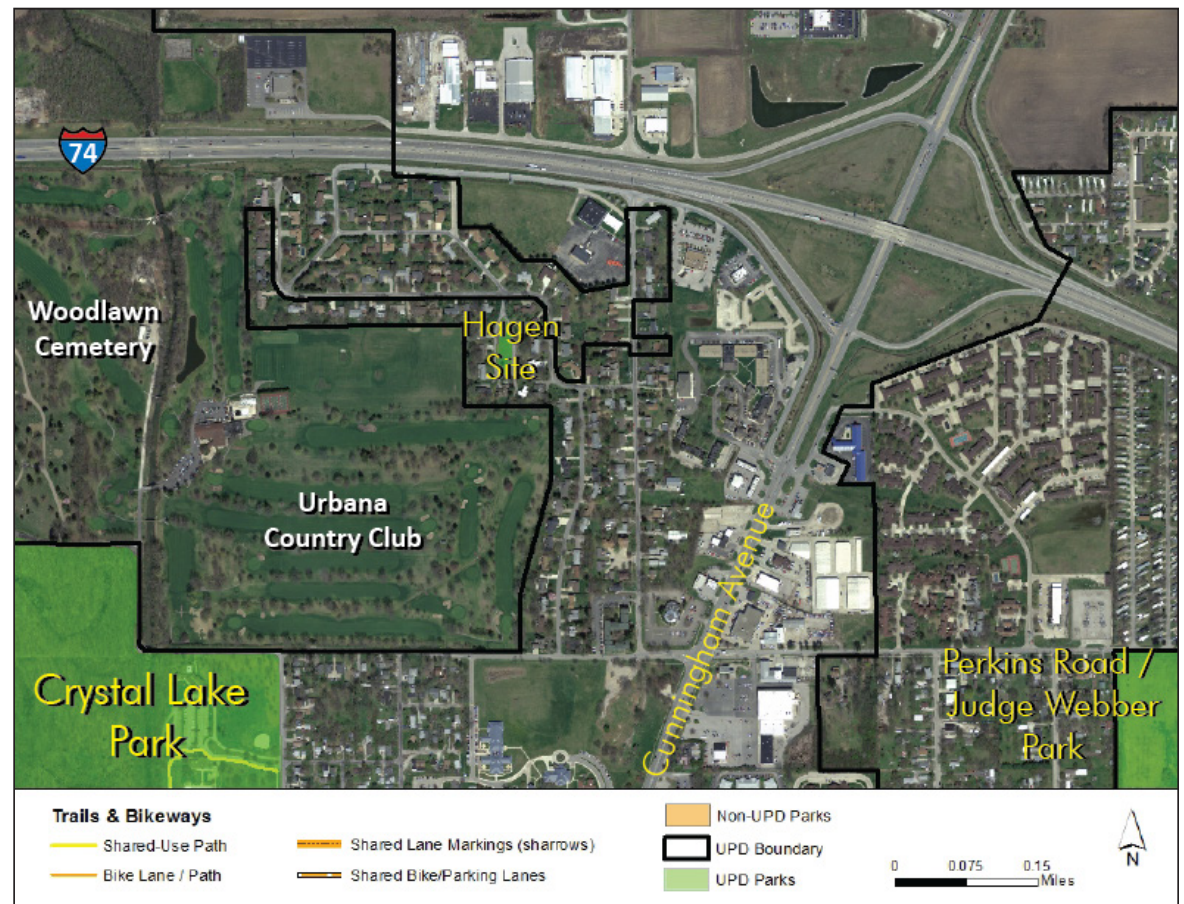 74
Woodlawn
Cemetery
Hagen
Site
Urbana
Country Club
Cunningham Avenue
Crystal Lake
Park
Perkins Road /
Judge Webber
Park
Trails & Bikeways
Shared-Use Path
Bike Lane / Path
Shared Lane Markings (sharrows)
Shared Bike/Parking Lanes
Non-UPD Parks
UPD Boundary
UPD Parks
0 0.075 0.15
Miles
N